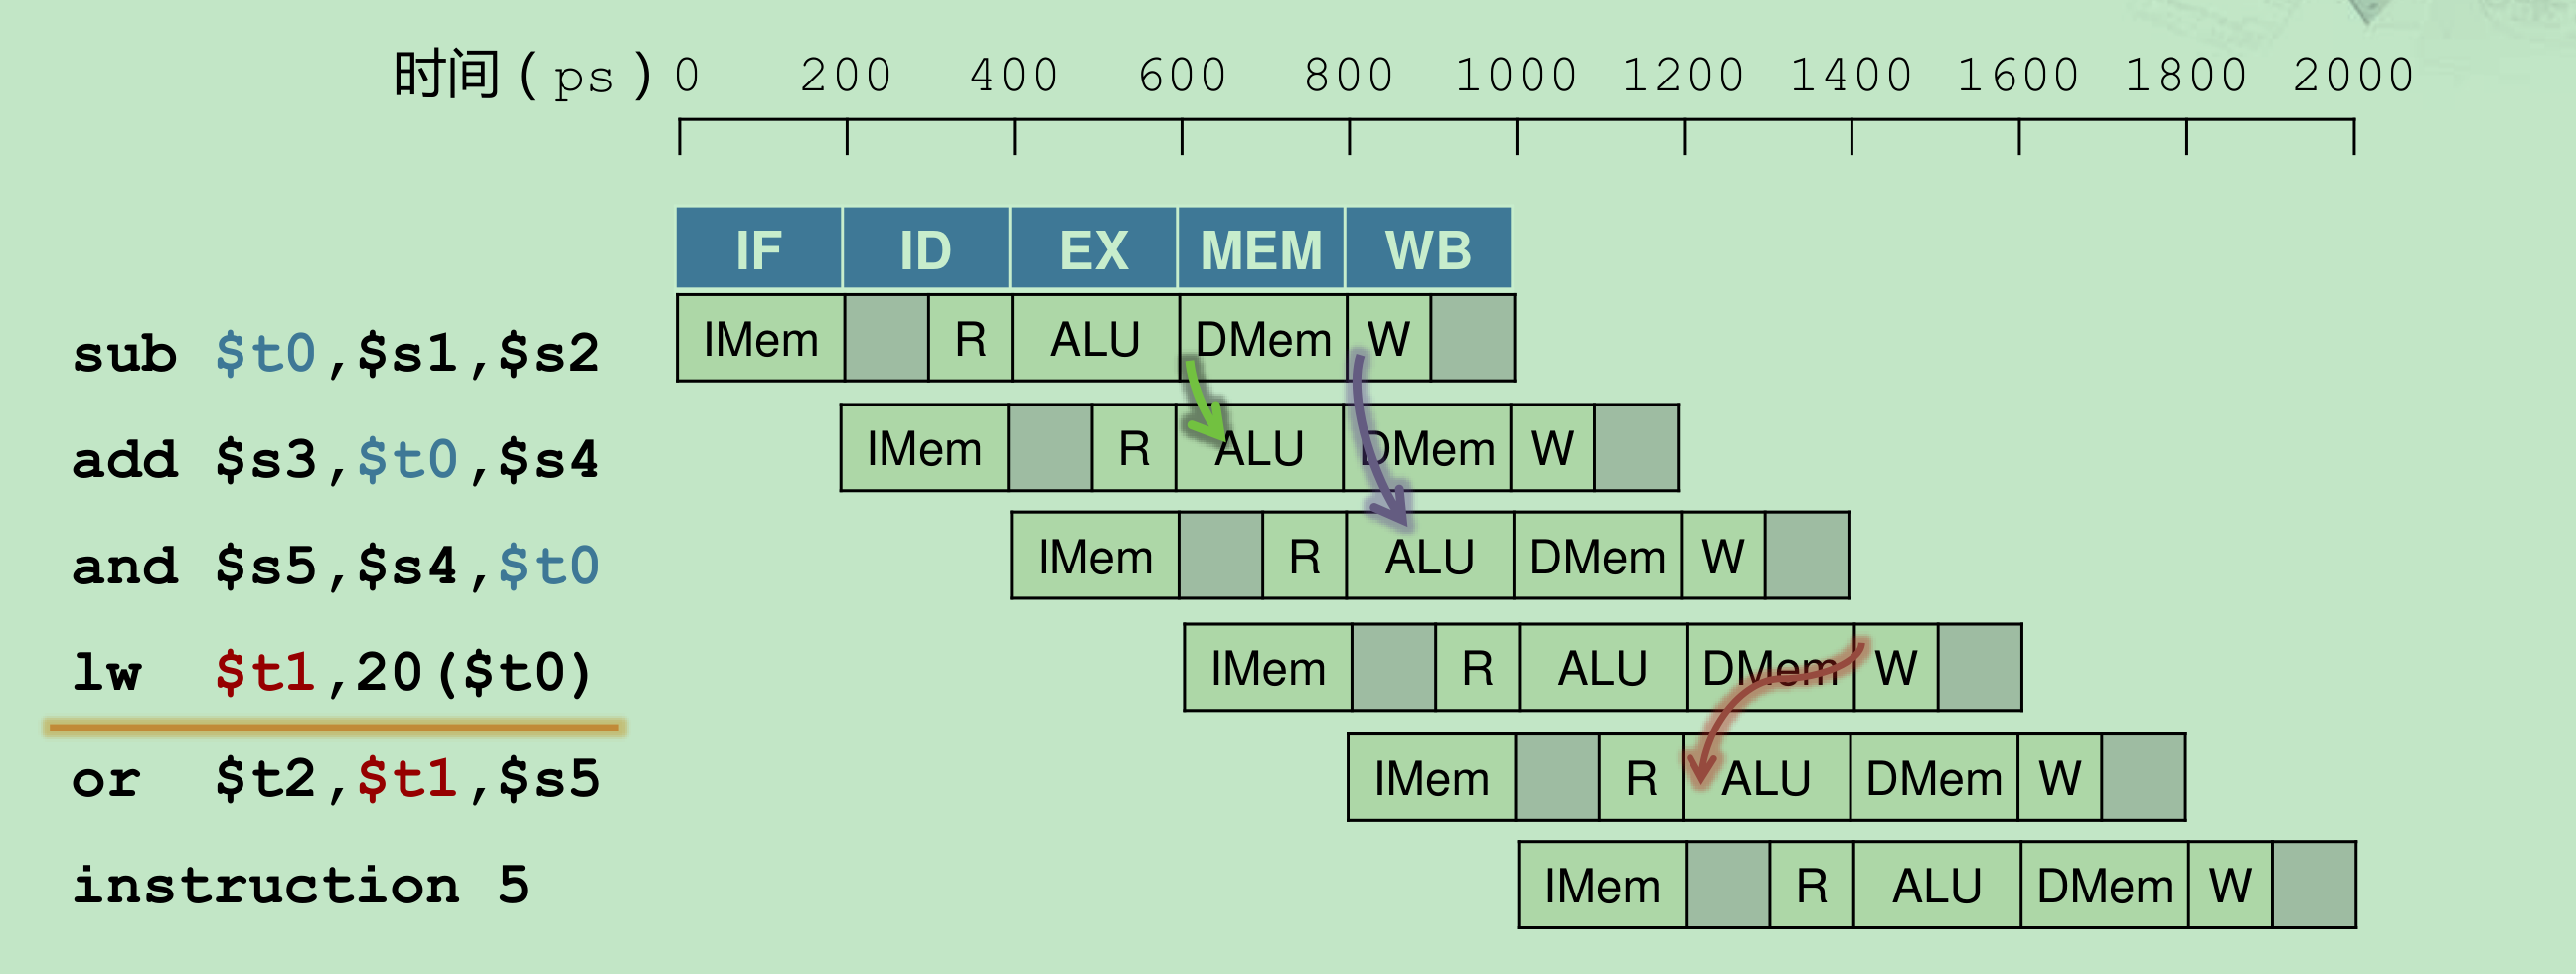 时间(ps) 0 200 400 600 800 1000 1200 1400 1600 1800 2000
IF ID EX MEM WB
sub $t0,$s1,$s2 IMem R ALU DMem W
add $s3,$t0,$s4 IMem R ALU DMem W
and $s5,$s4,$t0 IMem R ALU DMem W
lw $t1,20($t0) IMem R ALU DMem W
or $t2,$t1,$s5 IMem R ALU DMem W
instruction 5 IMem R ALU DMem W